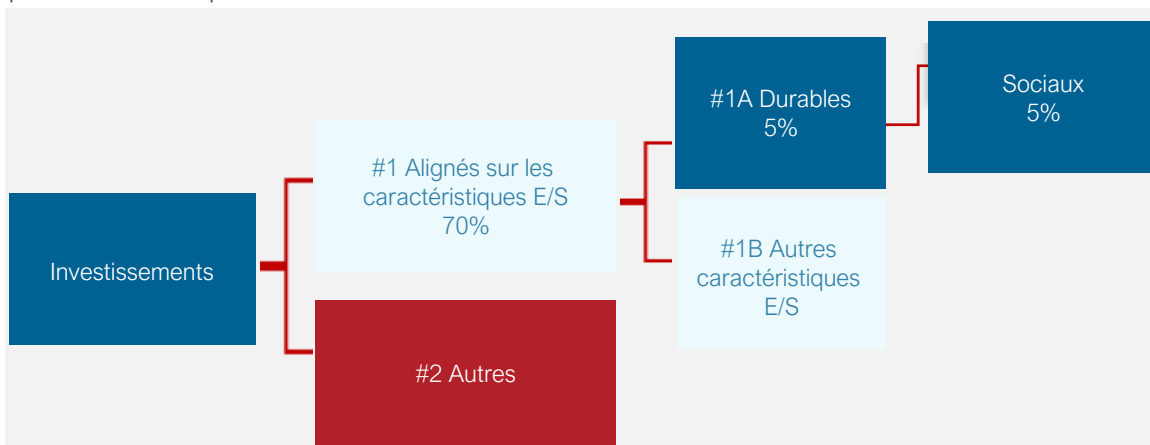 Investissements
#1 Alignés sur les
caractéristiques E/S
70%
#2 Autres
#1A Durables
5%
#1B Autres
caractéristiques
E/S
Sociaux
5%